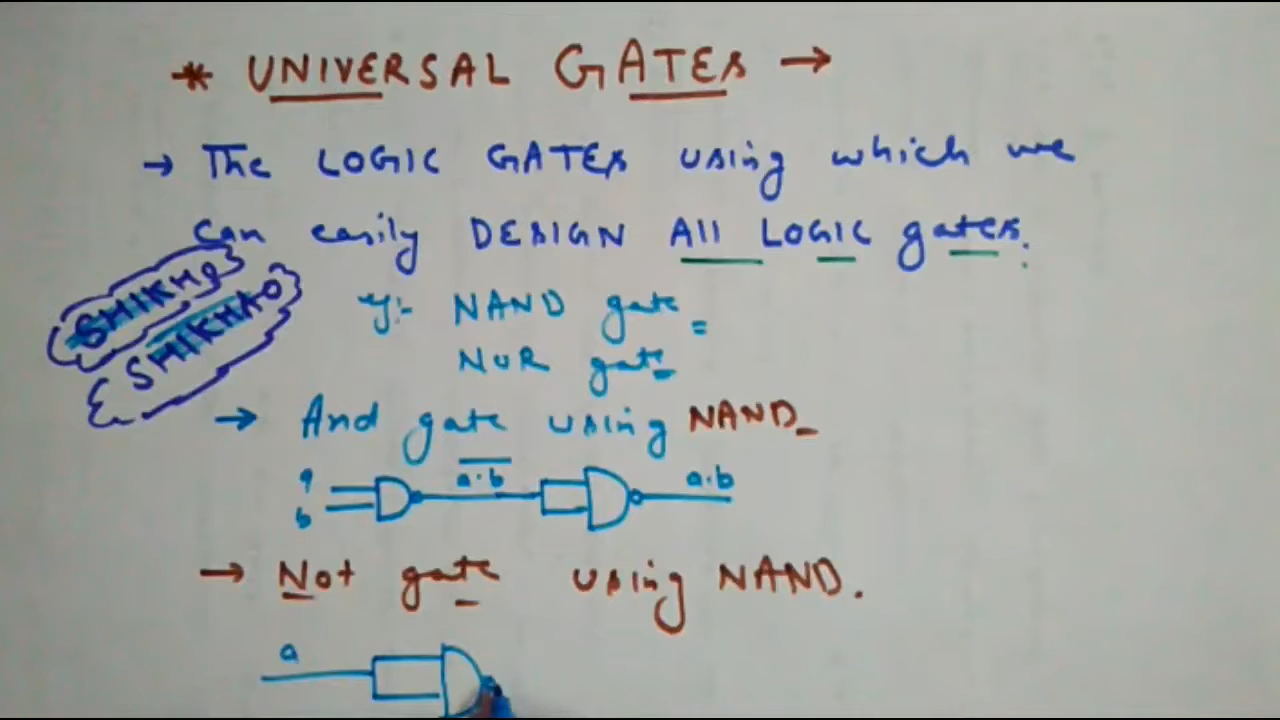 * UNIVERSAL GATES →
→ The LOGIC GATES using which we
can easily DESIGN All LOGIC gates.
SHIKHO
& SHIKHAO
eg:- NAND gate
NOR gate
→ And gate using NAND
a
b
a.b
a.b
→ Not gate using NAND.
a